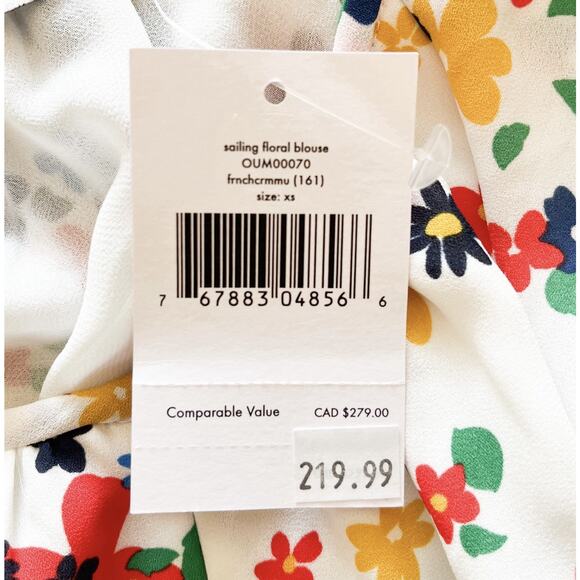 sailing floral blouse
OUM00070
frnchcrmmu (161)
size: xs
7 67883 04856 6
Comparable Value CAD $279.00
219.99